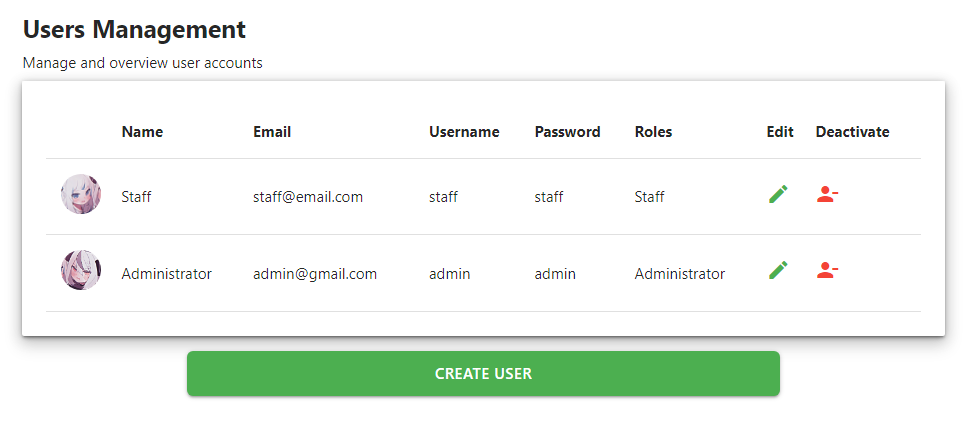 Users Management
Manage and overview user accounts
Name Email Username Password Roles Edit Deactivate
Staff staff@email.com staff staff Staff
Administrator admin@gmail.com admin admin Administrator
CREATE USER